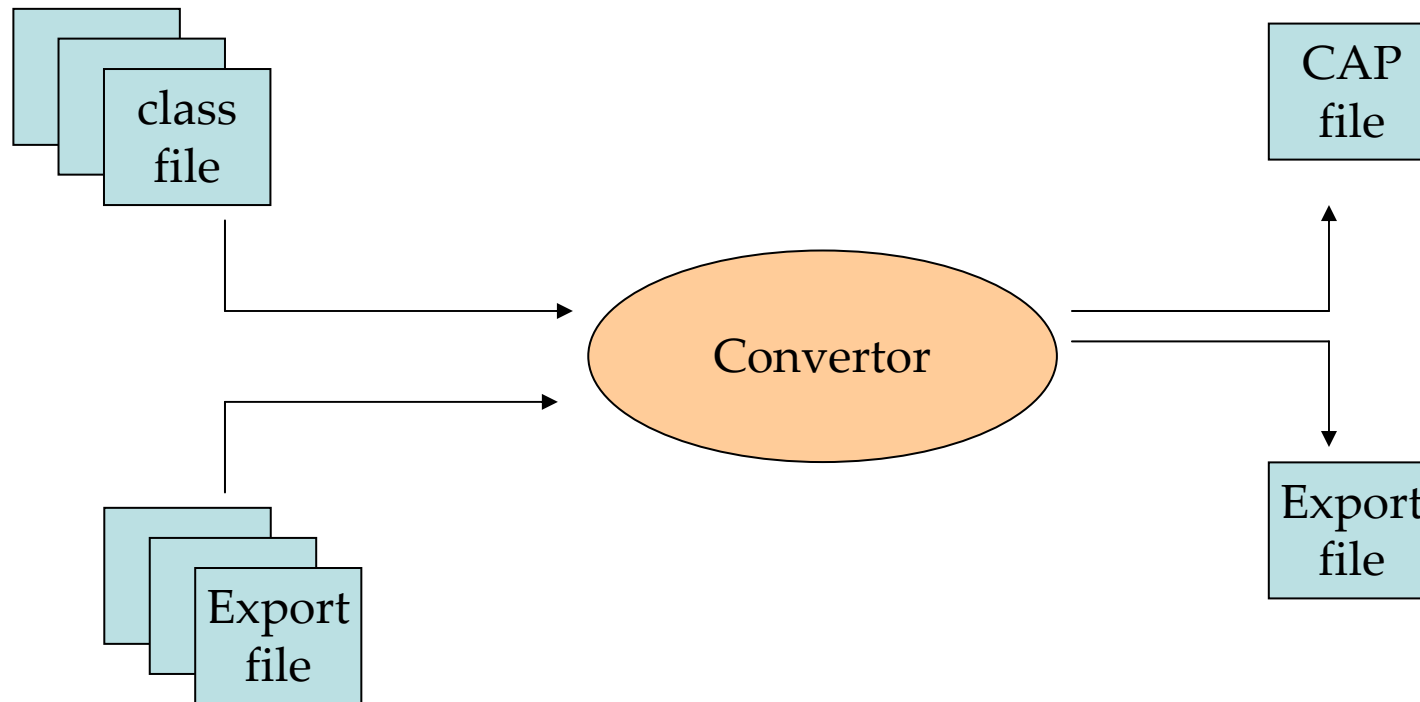 class
file
CAP
file
Convertor
Export
file
Export
file